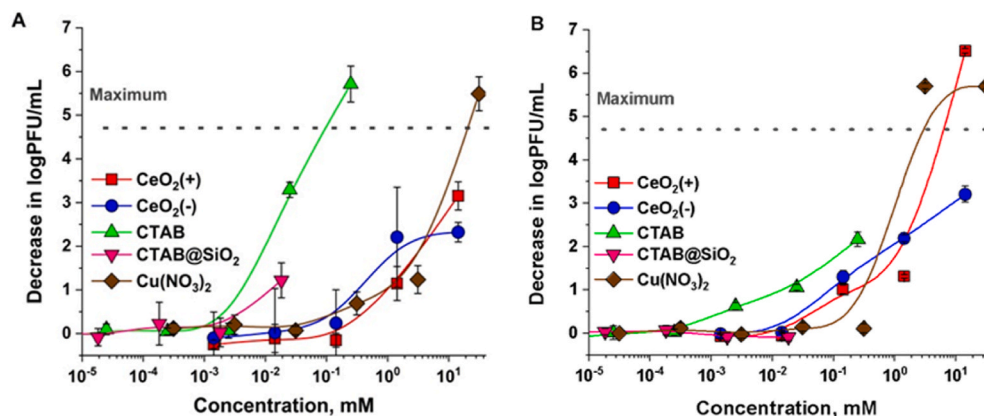 A
Decrease in logPFU/mL
7
6
5
4
3
2
1
0
Maximum
CeO₂(+)
CeO₂(-)
CTAB
CTAB@SiO₂
Cu(NO₃)₂
10⁻⁵ 10⁻⁴ 10⁻³ 10⁻² 10⁻¹ 10⁰ 10¹
Concentration, mM
B
Decrease in logPFU/mL
7
6
5
4
3
2
1
0
Maximum
CeO₂(+)
CeO₂(-)
CTAB
CTAB@SiO₂
Cu(NO₃)₂
10⁻⁵ 10⁻⁴ 10⁻³ 10⁻² 10⁻¹ 10⁰ 10¹
Concentration, mM